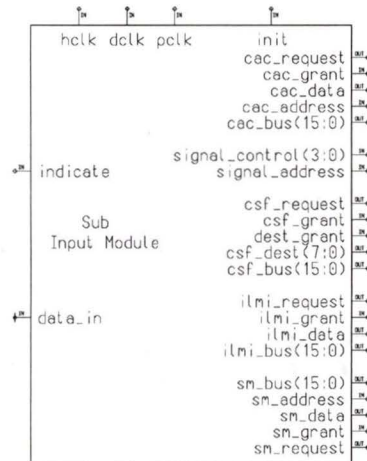 IN IN IN IN
hclk dclk pclk init
cac_request OUT
cac_grant IN
cac_data OUT
cac_address IN
cac_bus(15:0) OUT
signal_control(3:0) IN
IN indicate signal_address IN
csf_request OUT
csf_grant IN
Sub dest_grant IN
Input Module csf_dest(7:0) OUT
csf_bus(15:0) OUT
ilmi_request OUT
IN data_in ilmi_grant IN
ilmi_data OUT
ilmi_bus(15:0) OUT
sm_bus(15:0) OUT
sm_address IN
sm_data OUT
sm_grant IN
sm_request OUT